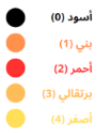 أسود (0)
بني (1)
أحمر (2)
برتقالي (3)
أصفر (4)